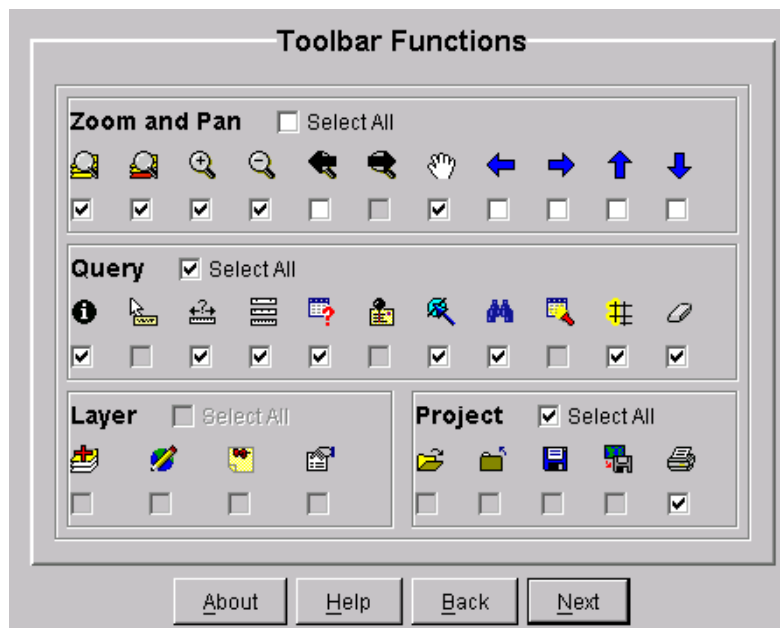 Toolbar Functions
Zoom and Pan Select All
Query Select All
Layer Select All
Project Select All
About Help Back Next